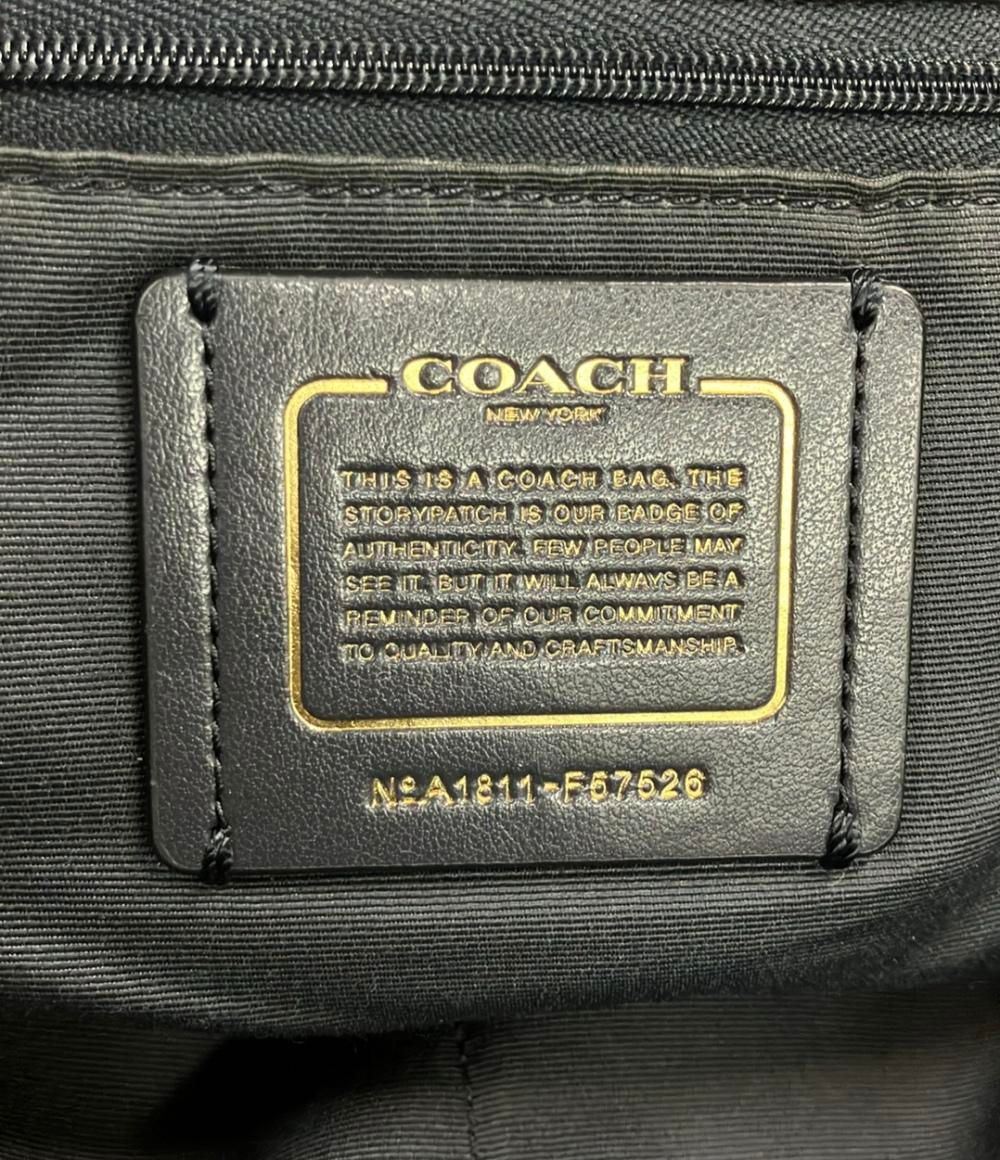 COACH
NEW YORK
THIS IS A COACH BAG. THE
STORYPATCH IS OUR BADGE OF
AUTHENTICITY. FEW PEOPLE MAY
SEE IT, BUT IT WILL ALWAYS BE A
REMINDER OF OUR COMMITMENT
TO QUALITY AND CRAFTSMANSHIP.
Nº A1811-F57526